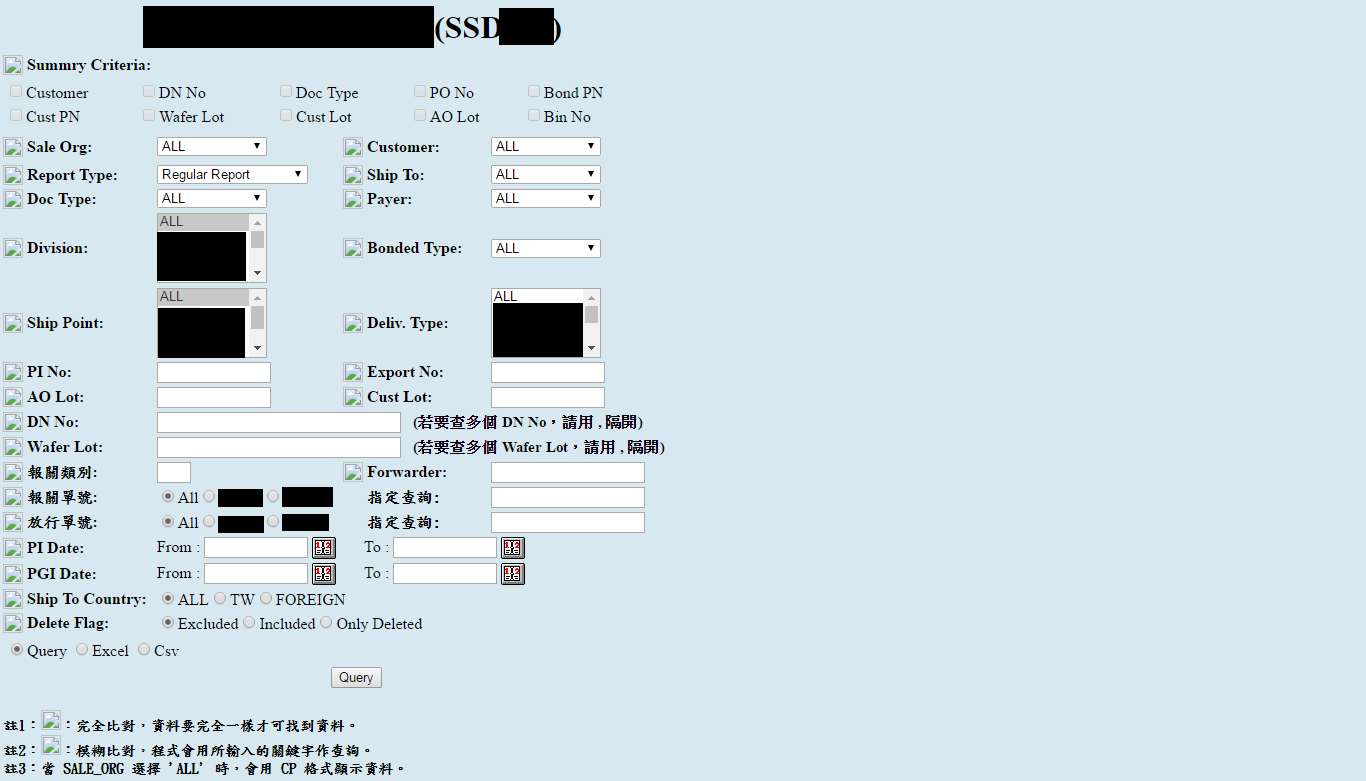 (SSD )
Summry Criteria:
Customer DN No Doc Type PO No Bond PN
Cust PN Wafer Lot Cust Lot AO Lot Bin No
Sale Org: ALL Customer: ALL
Report Type: Regular Report Ship To: ALL
Doc Type: ALL Payer: ALL
ALL
Division: Bonded Type: ALL
ALL ALL
Ship Point: Deliv. Type:
PI No: Export No:
AO Lot: Cust Lot:
DN No: (若要查多個 DN No，請用 , 隔開)
Wafer Lot: (若要查多個 Wafer Lot，請用 , 隔開)
報關類別: Forwarder:
報關單號: All 指定查詢:
放行單號: All 指定查詢:
PI Date: From : To :
PGI Date: From : To :
Ship To Country: ALL TW FOREIGN
Delete Flag: Excluded Included Only Deleted
Query Excel Csv
Query
註1：：完全比對，資料要完全一樣才可找到資料。
註2：：模糊比對，程式會用所輸入的關鍵字作查詢。
註3：當 SALE_ORG 選擇 'ALL' 時，會用 CP 格式顯示資料。